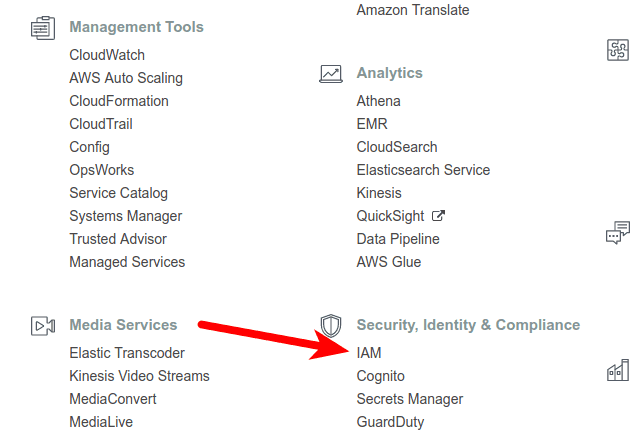 Management Tools
CloudWatch
AWS Auto Scaling
CloudFormation
CloudTrail
Config
OpsWorks
Service Catalog
Systems Manager
Trusted Advisor
Managed Services
Media Services
Elastic Transcoder
Kinesis Video Streams
MediaConvert
MediaLive
Amazon Translate
Analytics
Athena
EMR
CloudSearch
Elasticsearch Service
Kinesis
QuickSight
Data Pipeline
AWS Glue
Security, Identity & Compliance
IAM
Cognito
Secrets Manager
GuardDuty